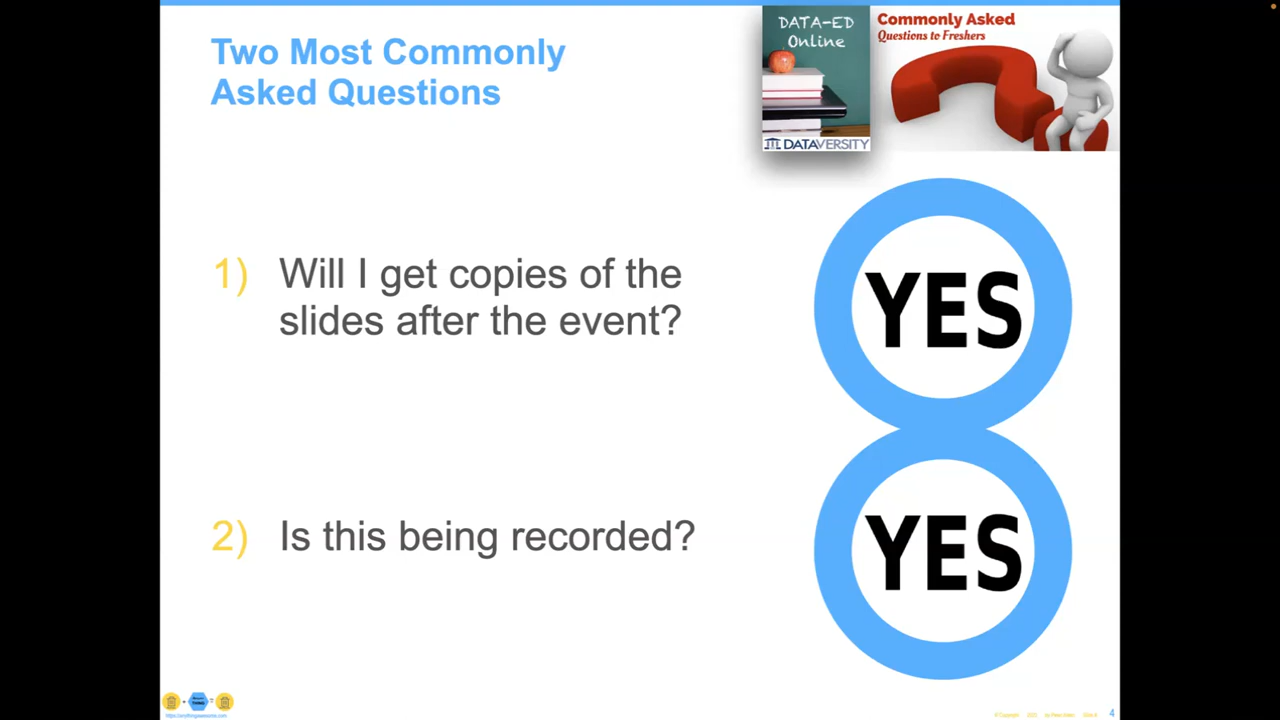 Two Most Commonly
Asked Questions
DATA-ED
Online
DATAVERSITY
Commonly Asked
Questions to Freshers
1) Will I get copies of the
slides after the event?
YES
2) Is this being recorded?
YES
4